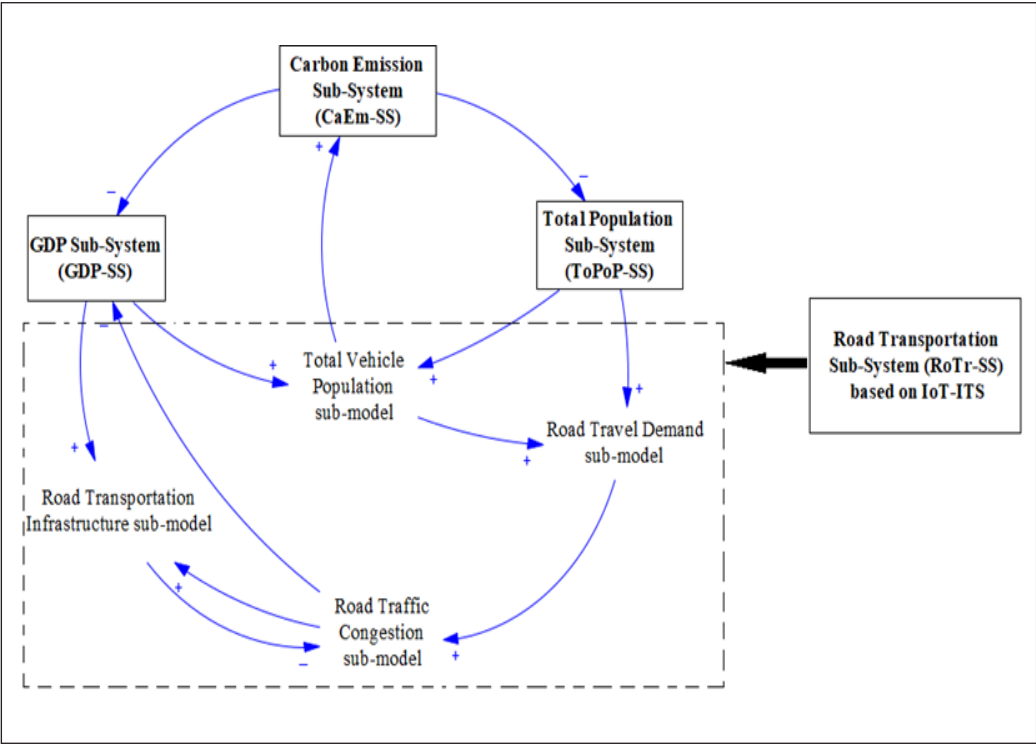 Carbon Emission
Sub-System
(CaEm-SS)
+
−
−
GDP Sub-System
(GDP-SS)
Total Population
Sub-System
(ToPoP-SS)
−
Road Transportation
Sub-System (RoTr-SS)
based on IoT-ITS
Total Vehicle
Population
sub-model
+
+
+
Road Travel Demand
sub-model
+
+
Road Transportation
Infrastructure sub-model
+
Road Traffic
Congestion
sub-model
−
+